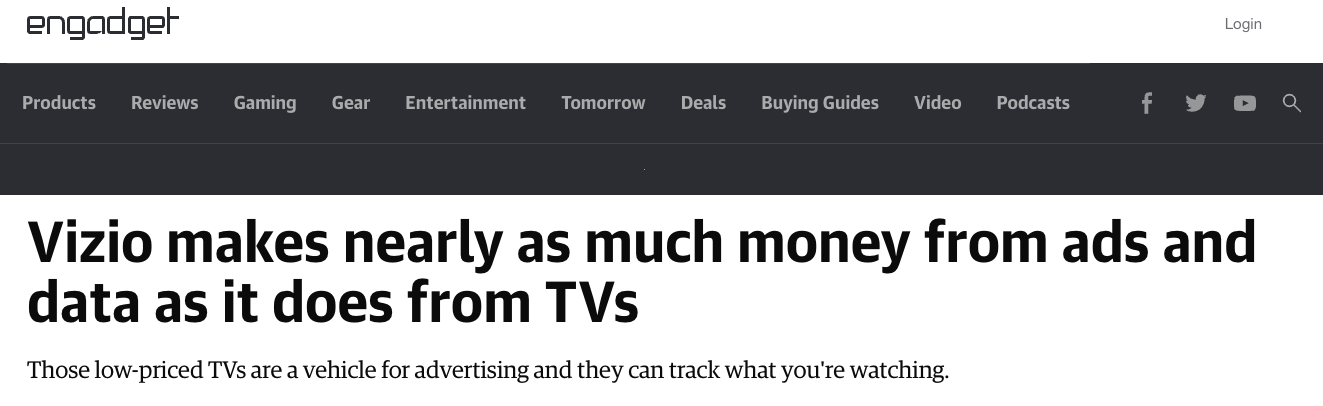 engadget
Login
Products Reviews Gaming Gear Entertainment Tomorrow Deals Buying Guides Video Podcasts
Vizio makes nearly as much money from ads and
data as it does from TVs
Those low-priced TVs are a vehicle for advertising and they can track what you're watching.